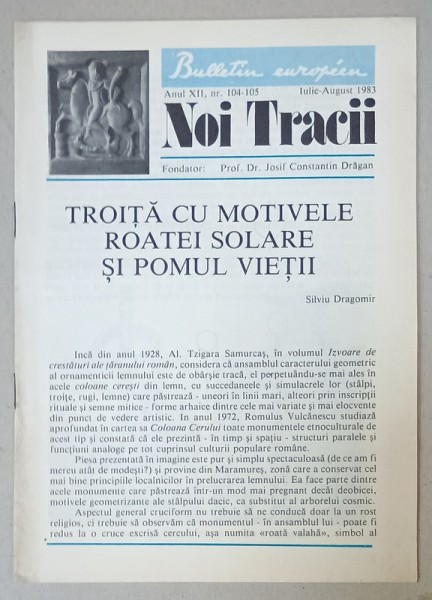 Bulletin européen
Anul XII, nr. 104-105 Iulie-August 1983
Noi Tracii
Fondator: Prof. Dr. Josif Constantin Drăgan
TROIȚĂ CU MOTIVELE
ROATEI SOLARE
ȘI POMUL VIEȚII
Silviu Dragomir
Incă din anul 1928, Al. Tzigara Samurcaș, în volumul Izvoare de
crestături ale țăranului român, considera că ansamblul caracterului geometric
al ornamenticii lemnului este de obârșie tracă, el perpetuându-se mai ales în
acele coloane cerești din lemn, cu succedaneele și simulacrele lor (stâlpi,
troițe, rugi, lemne) care păstrează - uneori în linii mari, alteori prin inscripții
rituale și semne mitice - forme arhaice dintre cele mai variate și mai elocvente
din punct de vedere artistic. In anul 1972, Romulus Vulcănescu studiază
aprofundat în cartea sa Coloana Cerului toate monumentele etnoculturale de
acest tip și constată că ele prezintă - în timp și spațiu - structuri paralele și
funcțiuni analoge pe tot cuprinsul culturii populare române.
Piesa prezentată în imagine este pur și simplu spectaculoasă (de ce am fi
mereu atât de modești?) și provine din Maramureș, zonă care a conservat cel
mai bine principiile localnicilor în prelucrarea lemnului. Ea face parte dintre
acele monumente care păstrează într-un mod mai pregnant decât deobicei,
motivele geometrizante ale stâlpului dacic, ca substitut al arborelui cosmic.
Aspectul general cruciform nu trebuie să ne conducă doar la un rost
religios, ci trebuie să observăm că monumentul - în ansamblul lui - poate fi
redus la o cruce excrisă cercului, așa numita «roată valahă», simbol al